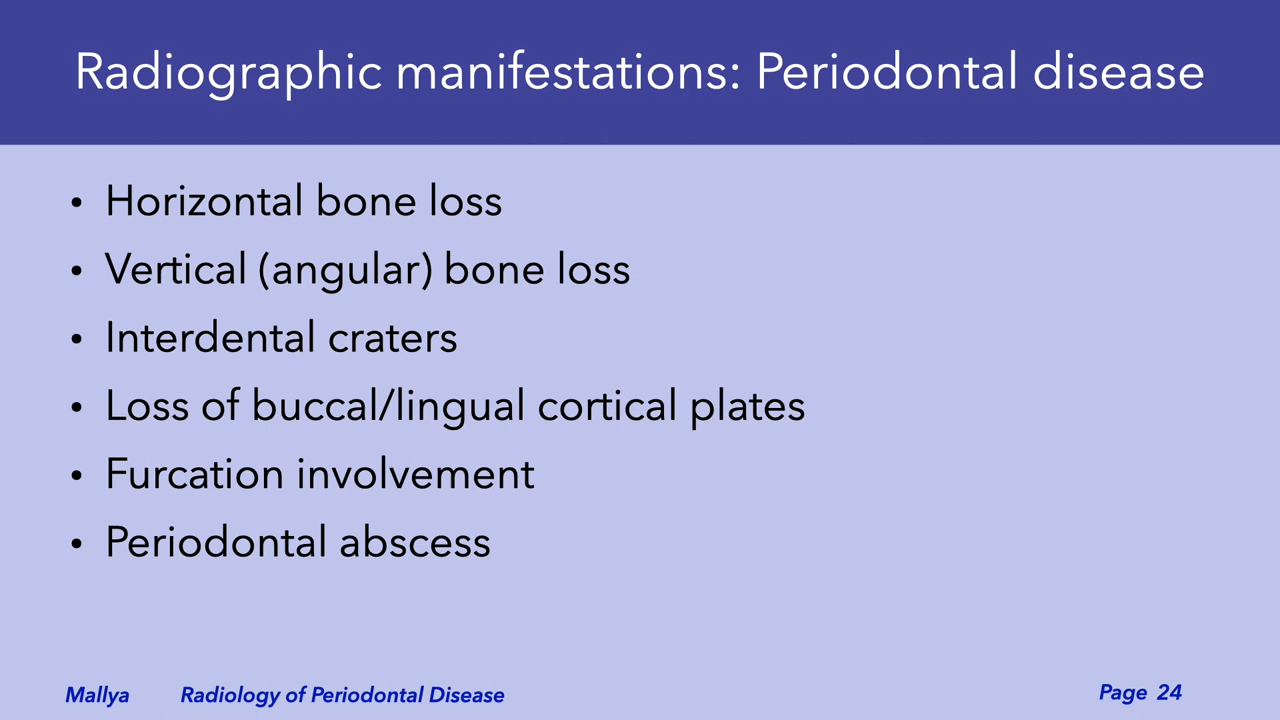 Radiographic manifestations: Periodontal disease
• Horizontal bone loss
• Vertical (angular) bone loss
• Interdental craters
• Loss of buccal/lingual cortical plates
• Furcation involvement
• Periodontal abscess
Mallya Radiology of Periodontal Disease Page 24